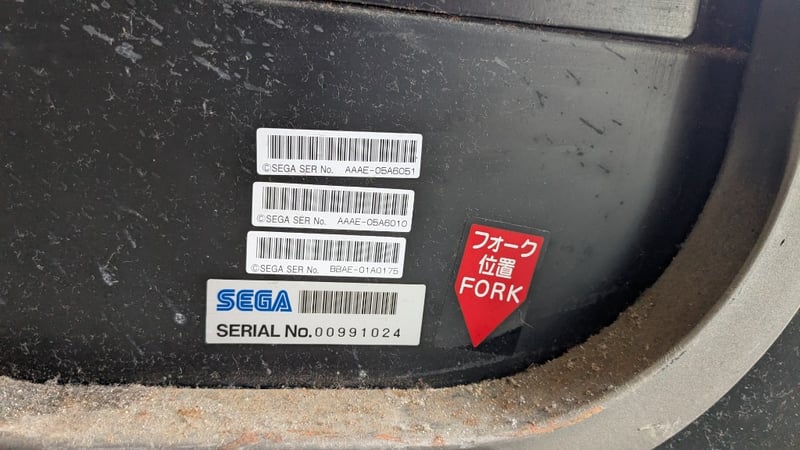 ©SEGA SER No. AAAE-05A6051
©SEGA SER No. AAAE-05A6010
©SEGA SER No. BBAE-01A0175
SEGA
SERIAL No. 00991024
フォーク
位置
FORK